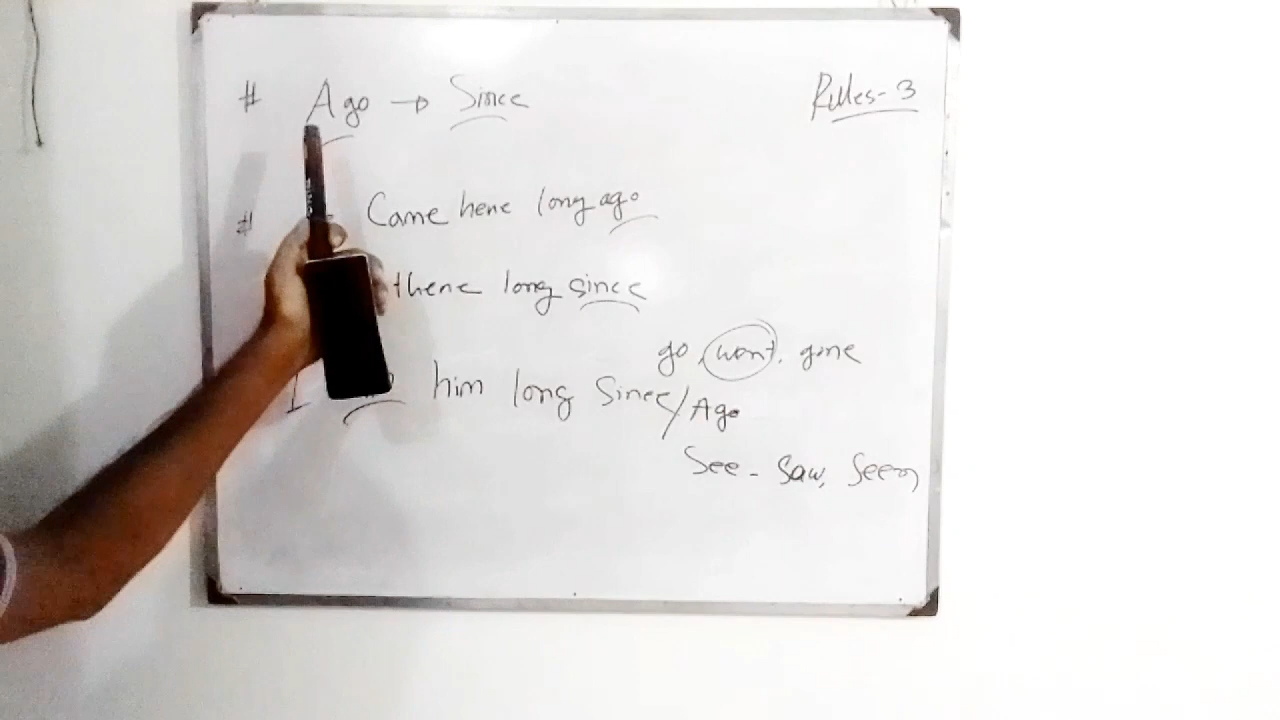 # Ago → Since
Rules-3
# Came here long ago
there long since
go, went, gone
I him long Since/Ago
See - Saw, Seen